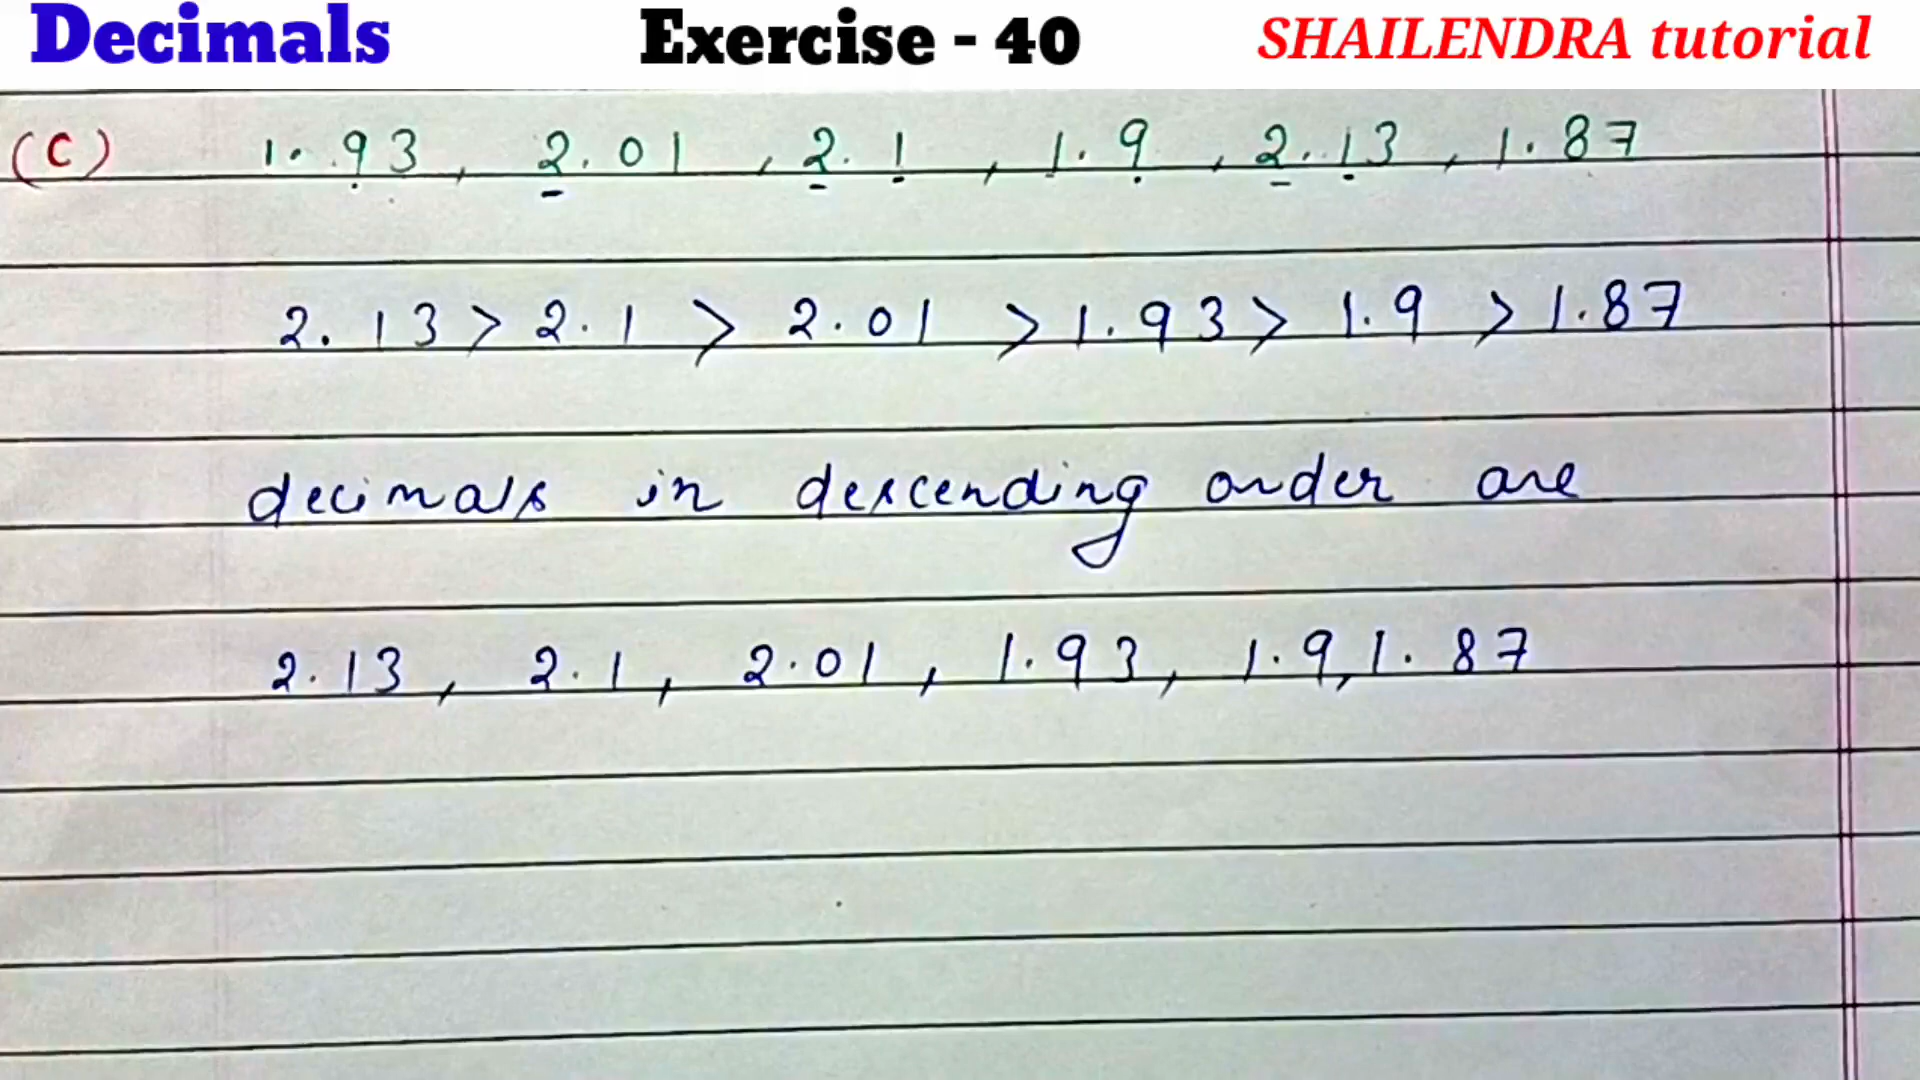 Decimals Exercise - 40 SHAILENDRA tutorial
(C) 1.93, 2.01, 2.1, 1.9, 2.13, 1.87
2.13 > 2.1 > 2.01 > 1.93 > 1.9 > 1.87
decimals in descending order are
2.13, 2.1, 2.01, 1.93, 1.9, 1.87